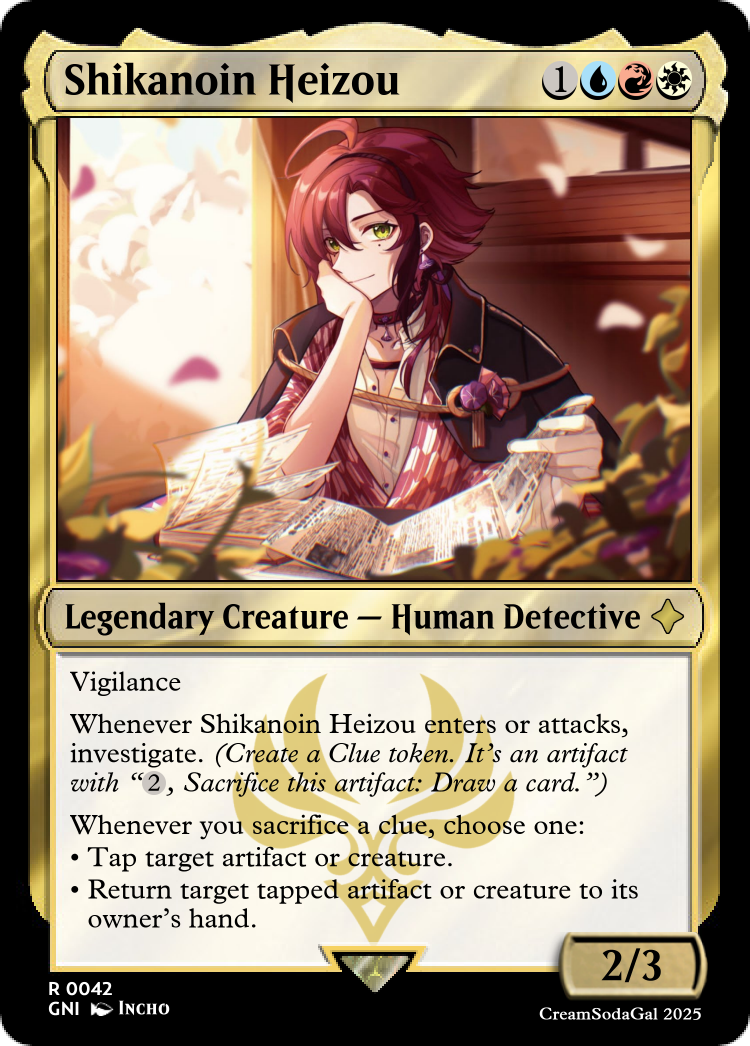 Shikanoin Heizou 1
Legendary Creature — Human Detective
Vigilance
Whenever Shikanoin Heizou enters or attacks,
investigate. (Create a Clue token. It's an artifact
with “2, Sacrifice this artifact: Draw a card.”)
Whenever you sacrifice a clue, choose one:
• Tap target artifact or creature.
• Return target tapped artifact or creature to its
owner's hand.
2/3
R 0042
GNI Incho
CreamSodaGal 2025